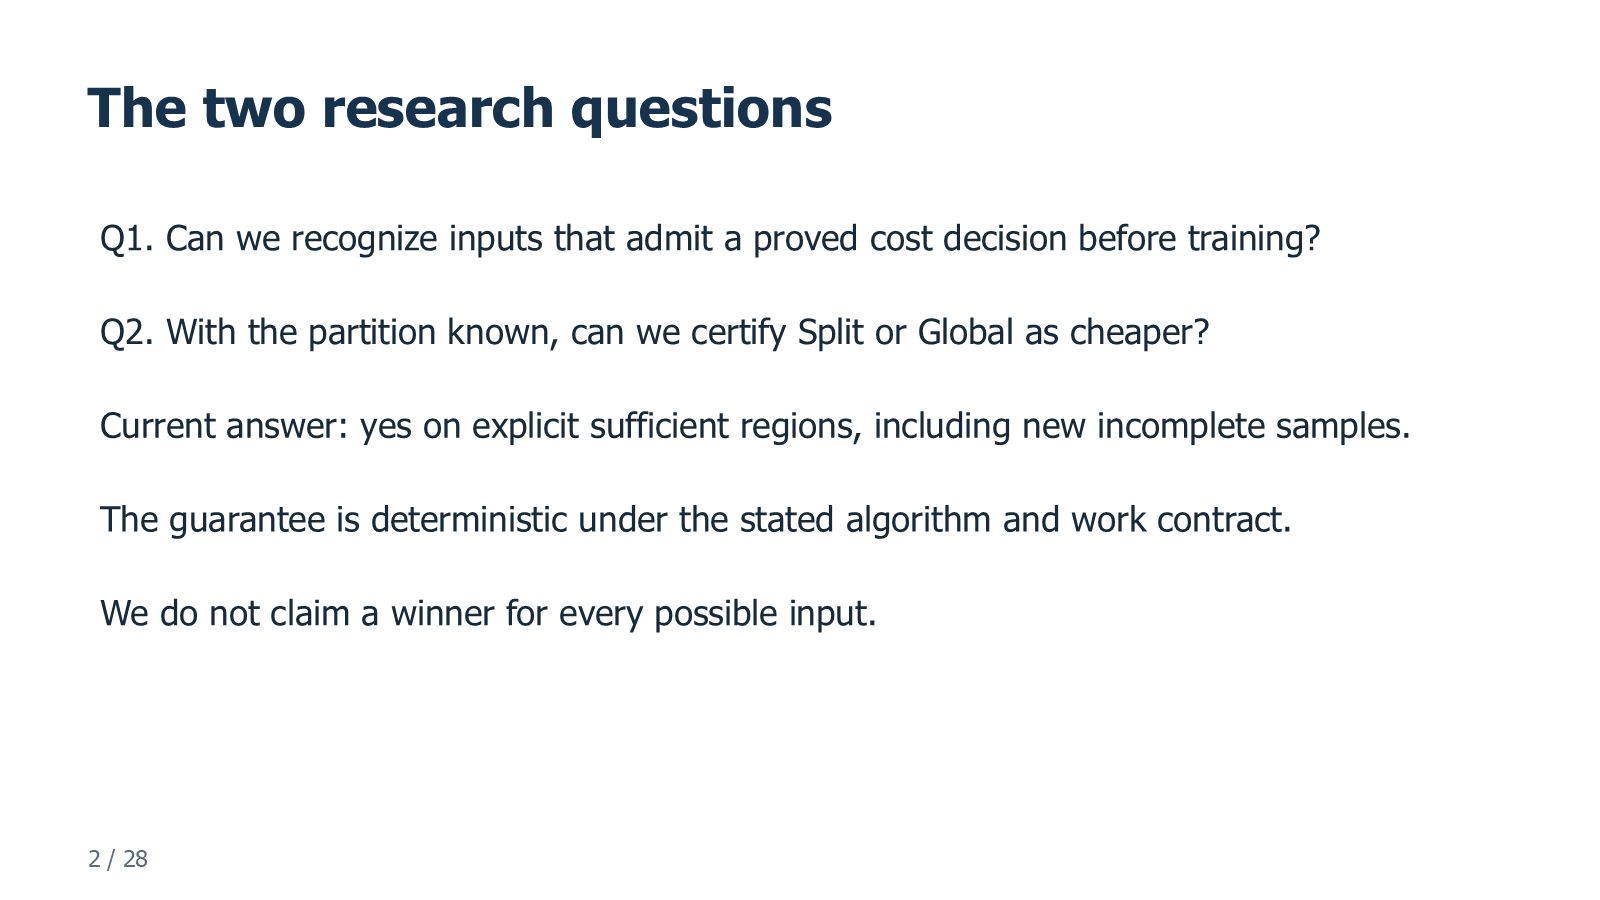 The two research questions
Q1. Can we recognize inputs that admit a proved cost decision before training?
Q2. With the partition known, can we certify Split or Global as cheaper?
Current answer: yes on explicit sufficient regions, including new incomplete samples.
The guarantee is deterministic under the stated algorithm and work contract.
We do not claim a winner for every possible input.
2 / 28